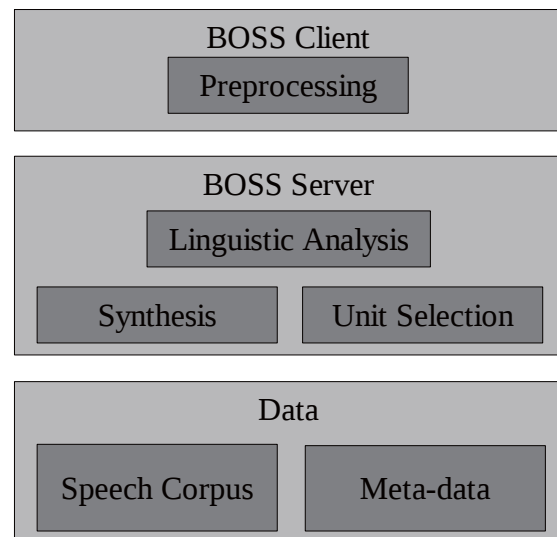 BOSS Client
Preprocessing
BOSS Server
Linguistic Analysis
Synthesis
Unit Selection
Data
Speech Corpus
Meta-data